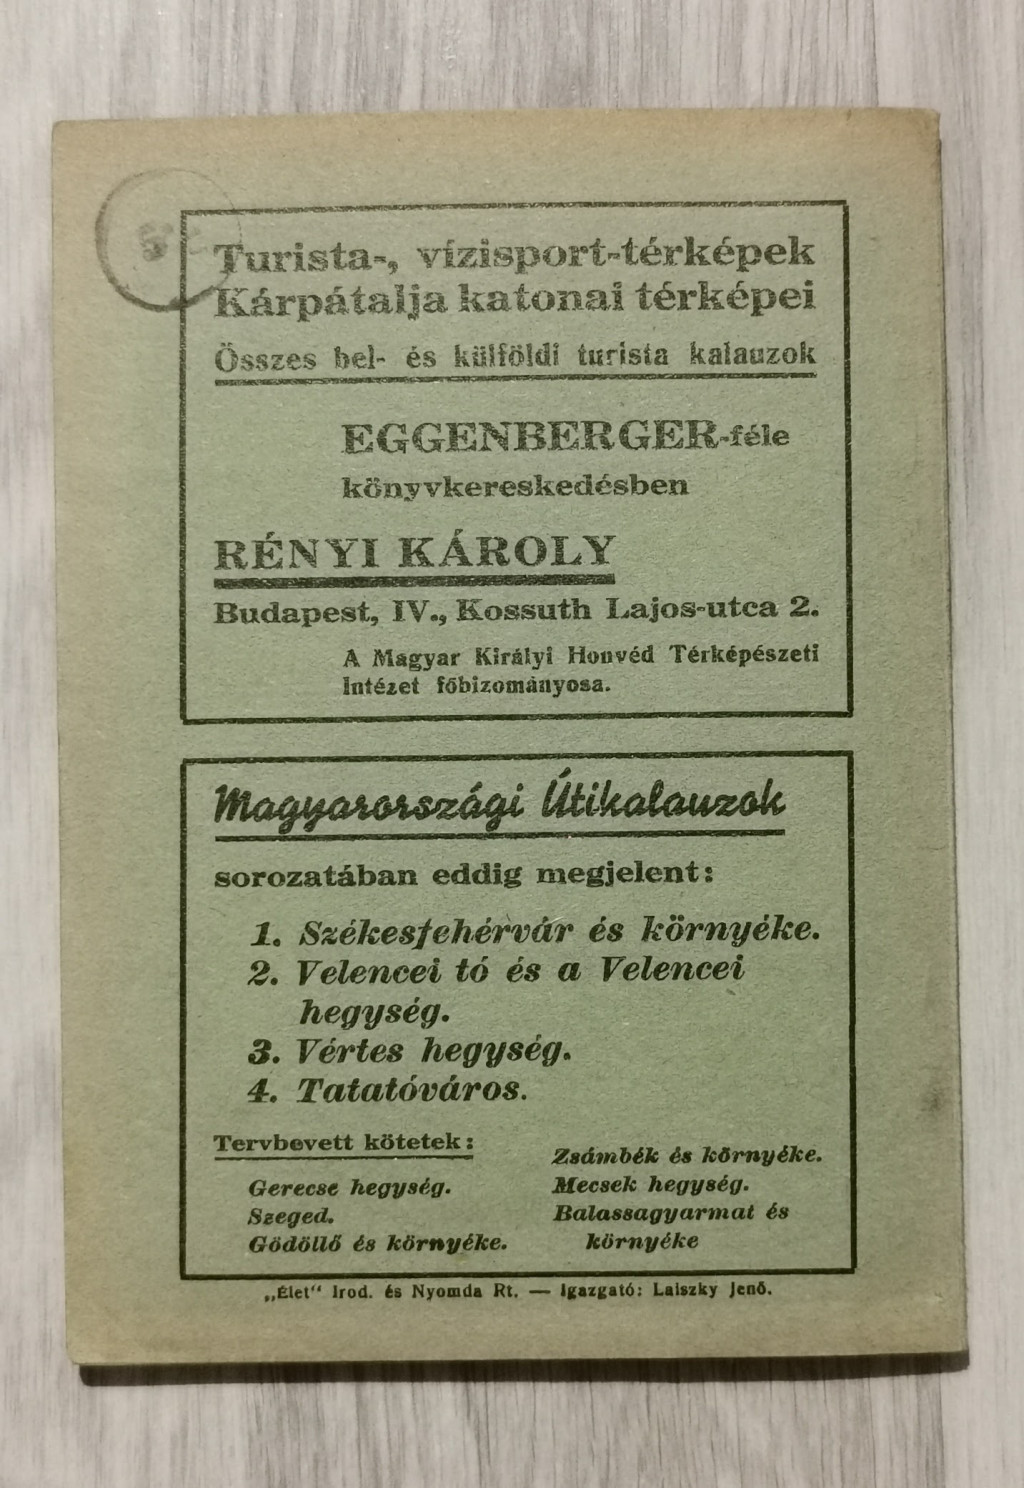 Turista-, vízisport-térképek
Kárpátalja katonai térképei
Összes bel- és külföldi turista kalauzok
EGGENBERGER-féle
könyvkereskedésben
RÉNYI KÁROLY
Budapest, IV., Kossuth Lajos-utca 2.
A Magyar Királyi Honvéd Térképészeti
Intézet főbizományosa.
Magyarországi Útikalauzok
sorozatában eddig megjelent:
1. Székesfehérvár és környéke.
2. Velencei tó és a Velencei
hegység.
3. Vértes hegység.
4. Tatatóváros.
Tervbevett kötetek:
Gerecse hegység.
Szeged.
Gödöllő és környéke.
Zsámbék és környéke.
Mecsek hegység.
Balassagyarmat és
környéke
„Élet“ Irod. és Nyomda Rt. — Igazgató: Laiszky Jenő.